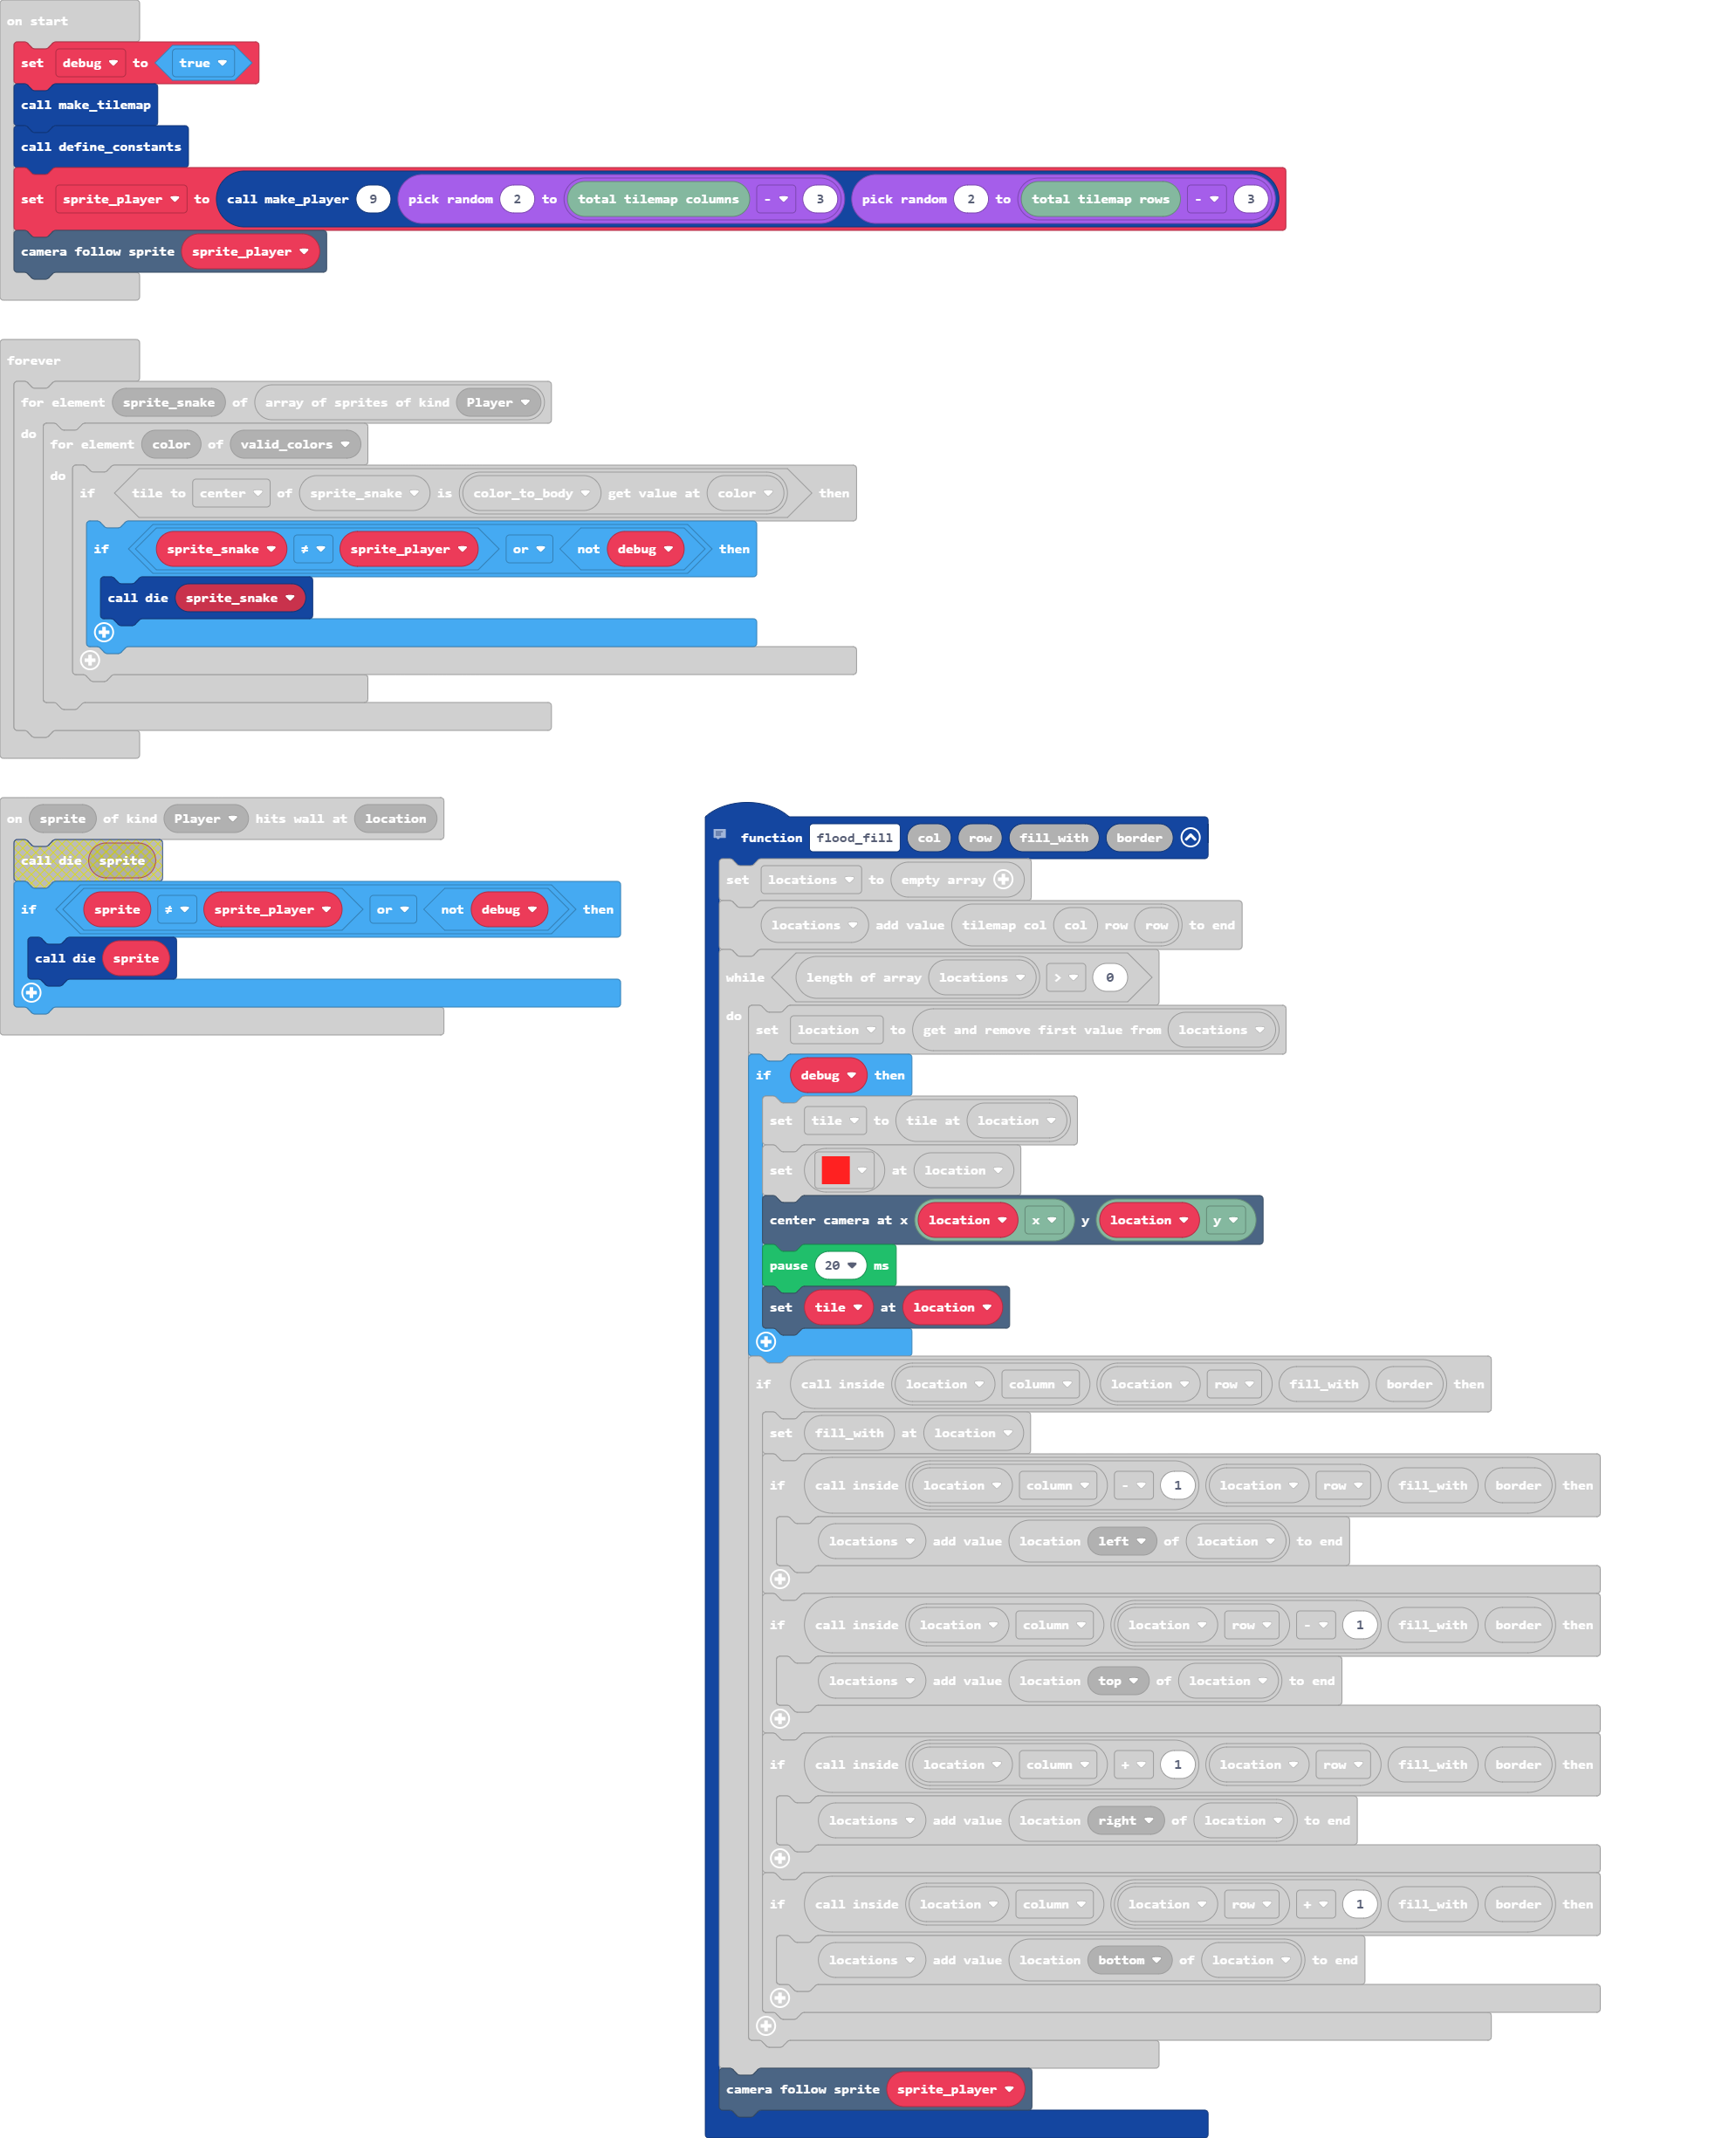 on start
set debug to true
call make_tilemap
call define_constants
set sprite_player to call make_player 9 pick random 2 to total tilemap columns - 3 pick random 2 to total tilemap rows - 3
camera follow sprite sprite_player
forever
for element sprite_snake of array of sprites of kind Player
do for element color of valid_colors
do if tile to center of sprite_snake is color_to_body get value at color then
if sprite_snake ≠ sprite_player or not debug then
call die sprite_snake
on sprite of kind Player hits wall at location
call die sprite
if sprite ≠ sprite_player or not debug then
call die sprite
function flood_fill col row fill_with border
set locations to empty array
locations add value tilemap col col row row to end
while length of array locations > 0
do set location to get and remove first value from locations
if debug then
set tile to tile at location
set at location
center camera at x location x y location y
pause 20 ms
set tile at location
if call inside location column location row fill_with border then
set fill_with at location
if call inside location column - 1 location row fill_with border then
locations add value location left of location to end
if call inside location column location row - 1 fill_with border then
locations add value location top of location to end
if call inside location column + 1 location row fill_with border then
locations add value location right of location to end
if call inside location column location row + 1 fill_with border then
locations add value location bottom of location to end
camera follow sprite sprite_player